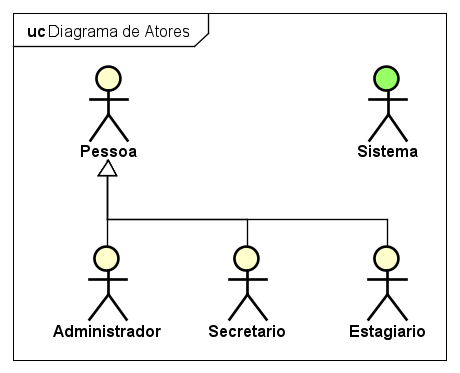 uc Diagrama de Atores
Pessoa
Sistema
Administrador
Secretario
Estagiario